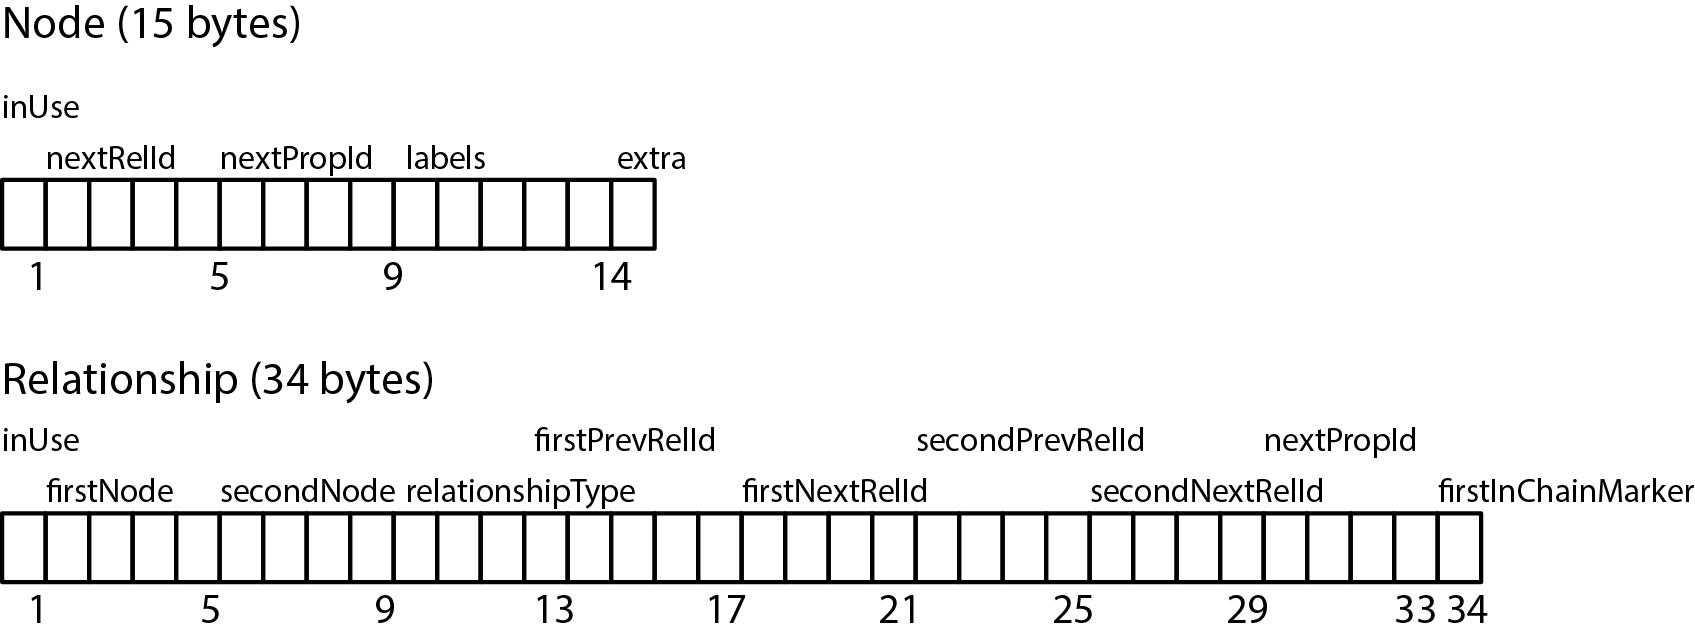 Node (15 bytes)
inUse
nextRelId nextPropId labels extra
1 5 9 14
Relationship (34 bytes)
inUse firstPrevRelId secondPrevRelId nextPropId
firstNode secondNode relationshipType firstNextRelId secondNextRelId firstInChainMarker
1 5 9 13 17 21 25 29 33 34